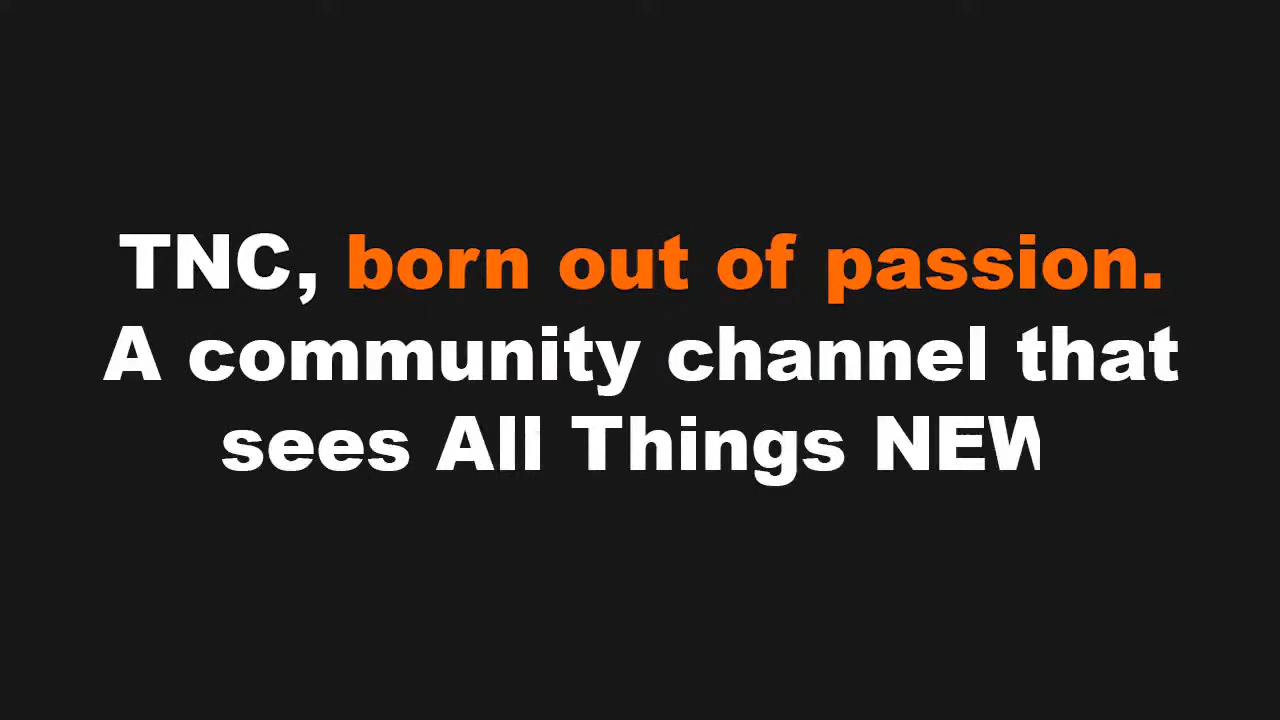 TNC, born out of passion.
A community channel that
sees All Things NEW